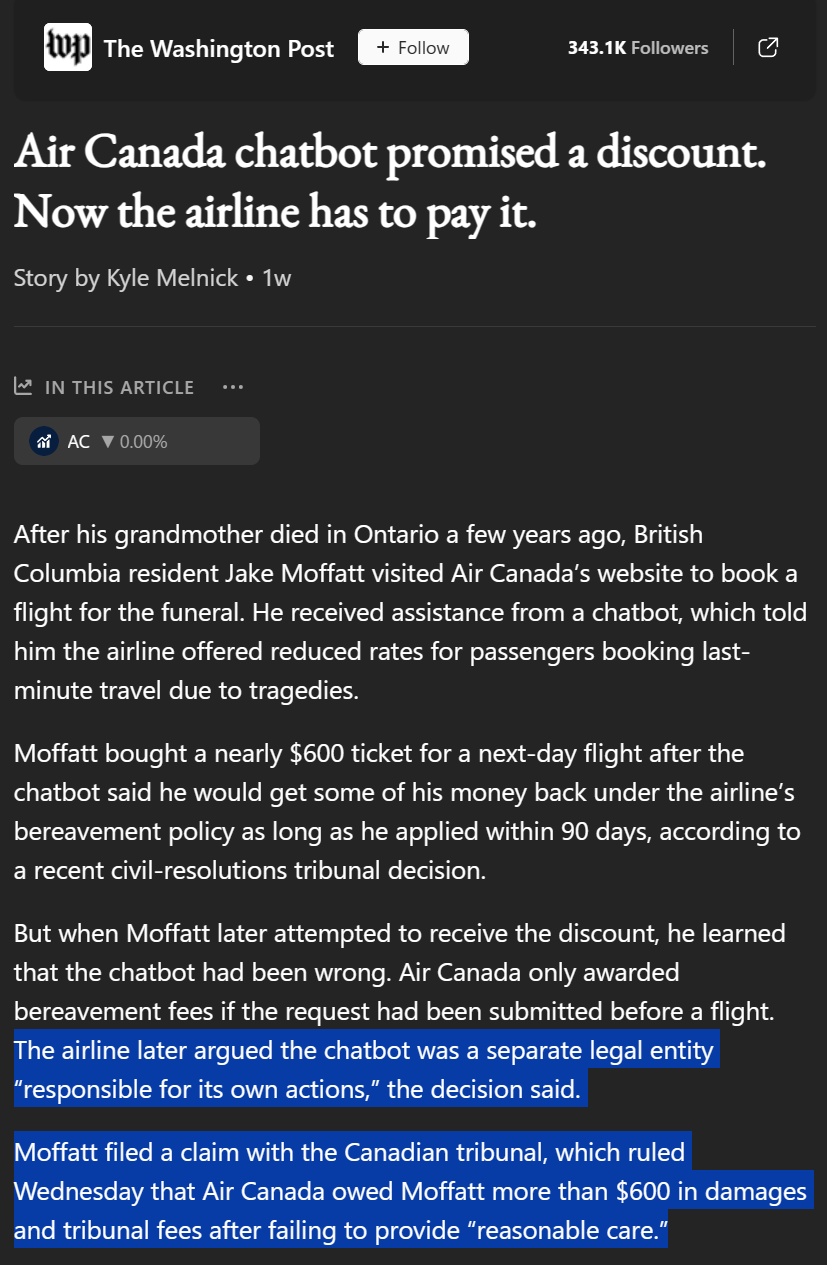 wp The Washington Post + Follow 343.1K Followers
Air Canada chatbot promised a discount.
Now the airline has to pay it.
Story by Kyle Melnick • 1w
IN THIS ARTICLE ···
AC ▼ 0.00%
After his grandmother died in Ontario a few years ago, British
Columbia resident Jake Moffatt visited Air Canada’s website to book a
flight for the funeral. He received assistance from a chatbot, which told
him the airline offered reduced rates for passengers booking last-
minute travel due to tragedies.
Moffatt bought a nearly $600 ticket for a next-day flight after the
chatbot said he would get some of his money back under the airline’s
bereavement policy as long as he applied within 90 days, according to
a recent civil-resolutions tribunal decision.
But when Moffatt later attempted to receive the discount, he learned
that the chatbot had been wrong. Air Canada only awarded
bereavement fees if the request had been submitted before a flight.
The airline later argued the chatbot was a separate legal entity
“responsible for its own actions,” the decision said.
Moffatt filed a claim with the Canadian tribunal, which ruled
Wednesday that Air Canada owed Moffatt more than $600 in damages
and tribunal fees after failing to provide “reasonable care.”